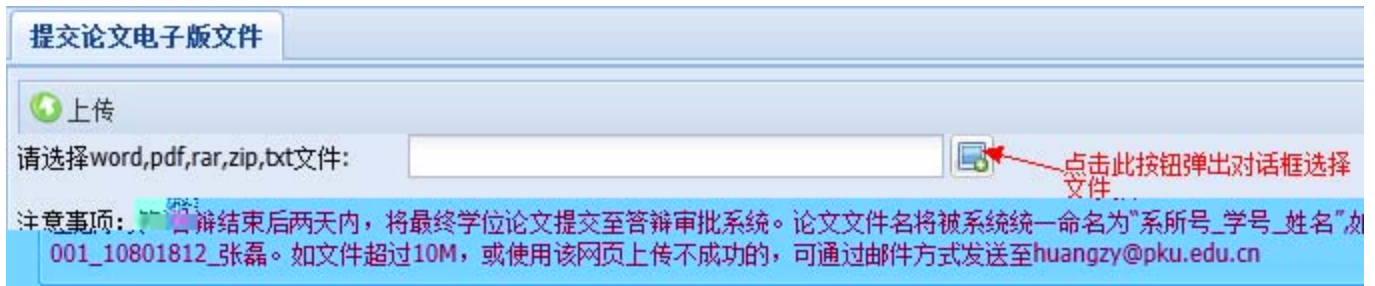 提交论文电子版文件
上传
请选择word,pdf,rar,zip,txt文件:
点击此按钮弹出对话框选择
文件
注意事项: 辩结束后两天内，将最终学位论文提交至答辩审批系统。论文文件名将被系统统一命名为"系所号_学号_姓名",如
001_10801812_张磊。如文件超过10M，或使用该网页上传不成功的，可通过邮件方式发送至huangzy@pku.edu.cn